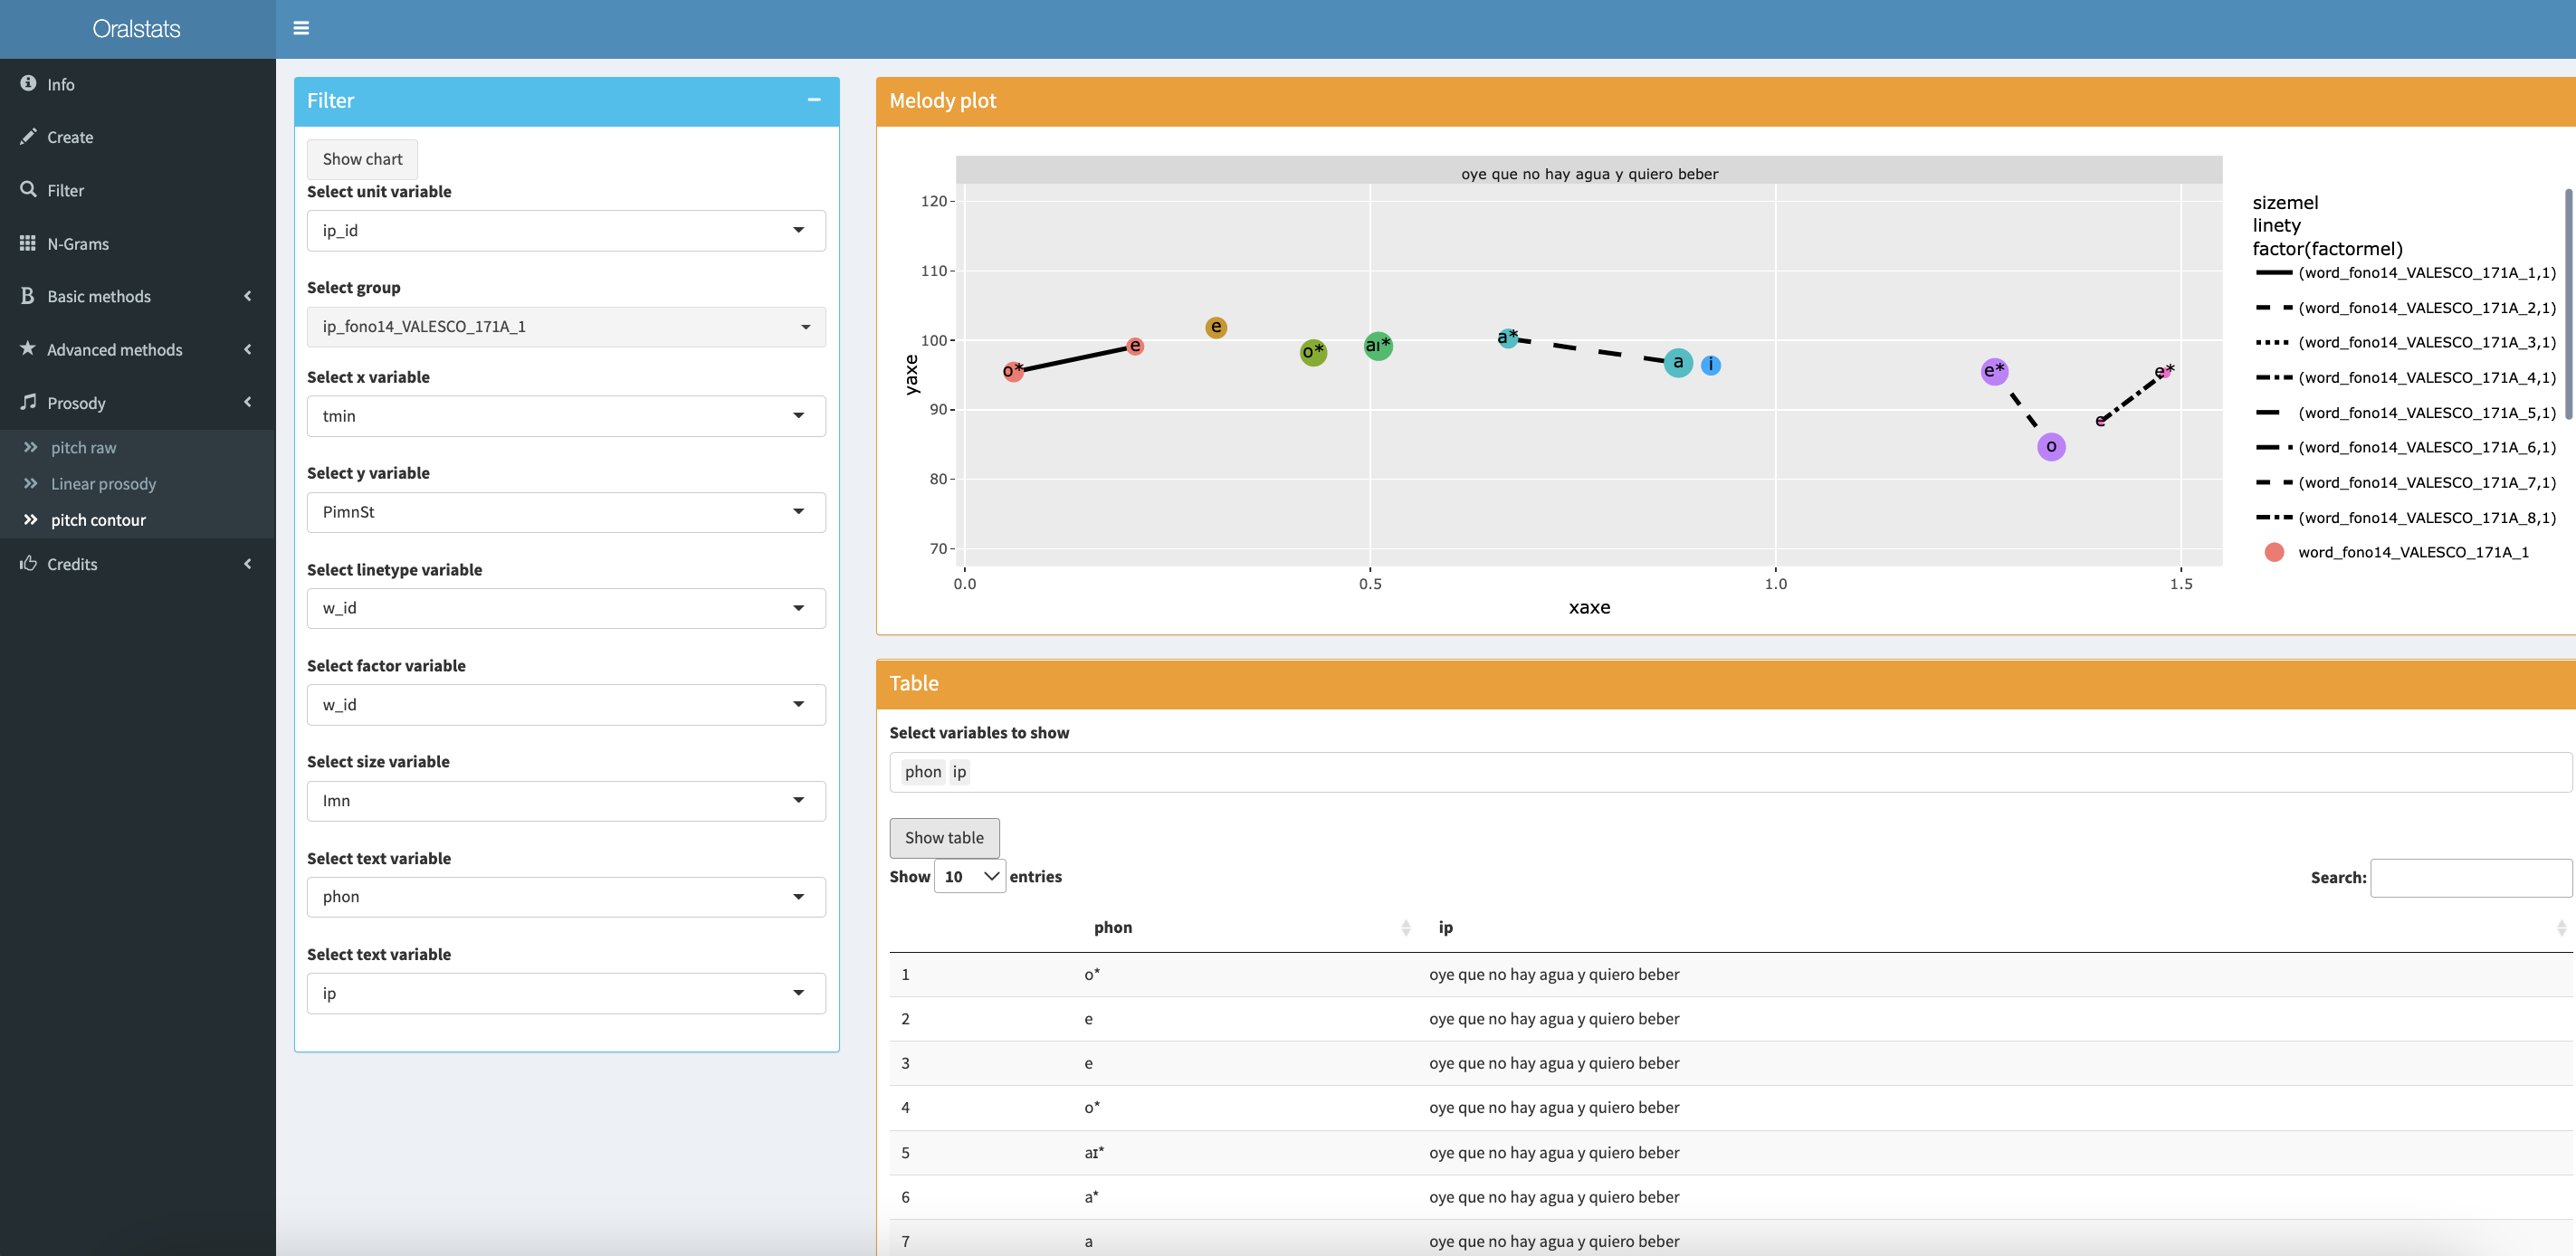 Oralstats
Info
Create
Filter
N-Grams
Basic methods
Advanced methods
Prosody
pitch raw
Linear prosody
pitch contour
Credits
Filter
Show chart
Select unit variable
ip_id
Select group
ip_fono14_VALESCO_171A_1
Select x variable
tmin
Select y variable
PimnSt
Select linetype variable
w_id
Select factor variable
w_id
Select size variable
Imn
Select text variable
phon
Select text variable
ip
Melody plot
oye que no hay agua y quiero beber
120
110
100
90
80
70
yaxe
o* e e o* aɪ* a* a i e* o e e*
0.0 0.5 1.0 1.5
xaxe
sizemel
linety
factor(factormel)
(word_fono14_VALESCO_171A_1,1)
(word_fono14_VALESCO_171A_2,1)
(word_fono14_VALESCO_171A_3,1)
(word_fono14_VALESCO_171A_4,1)
(word_fono14_VALESCO_171A_5,1)
(word_fono14_VALESCO_171A_6,1)
(word_fono14_VALESCO_171A_7,1)
(word_fono14_VALESCO_171A_8,1)
word_fono14_VALESCO_171A_1
Table
Select variables to show
phon ip
Show table
Show 10 entries
Search:
phon ip
1 o* oye que no hay agua y quiero beber
2 e oye que no hay agua y quiero beber
3 e oye que no hay agua y quiero beber
4 o* oye que no hay agua y quiero beber
5 aɪ* oye que no hay agua y quiero beber
6 a* oye que no hay agua y quiero beber
7 a oye que no hay agua y quiero beber